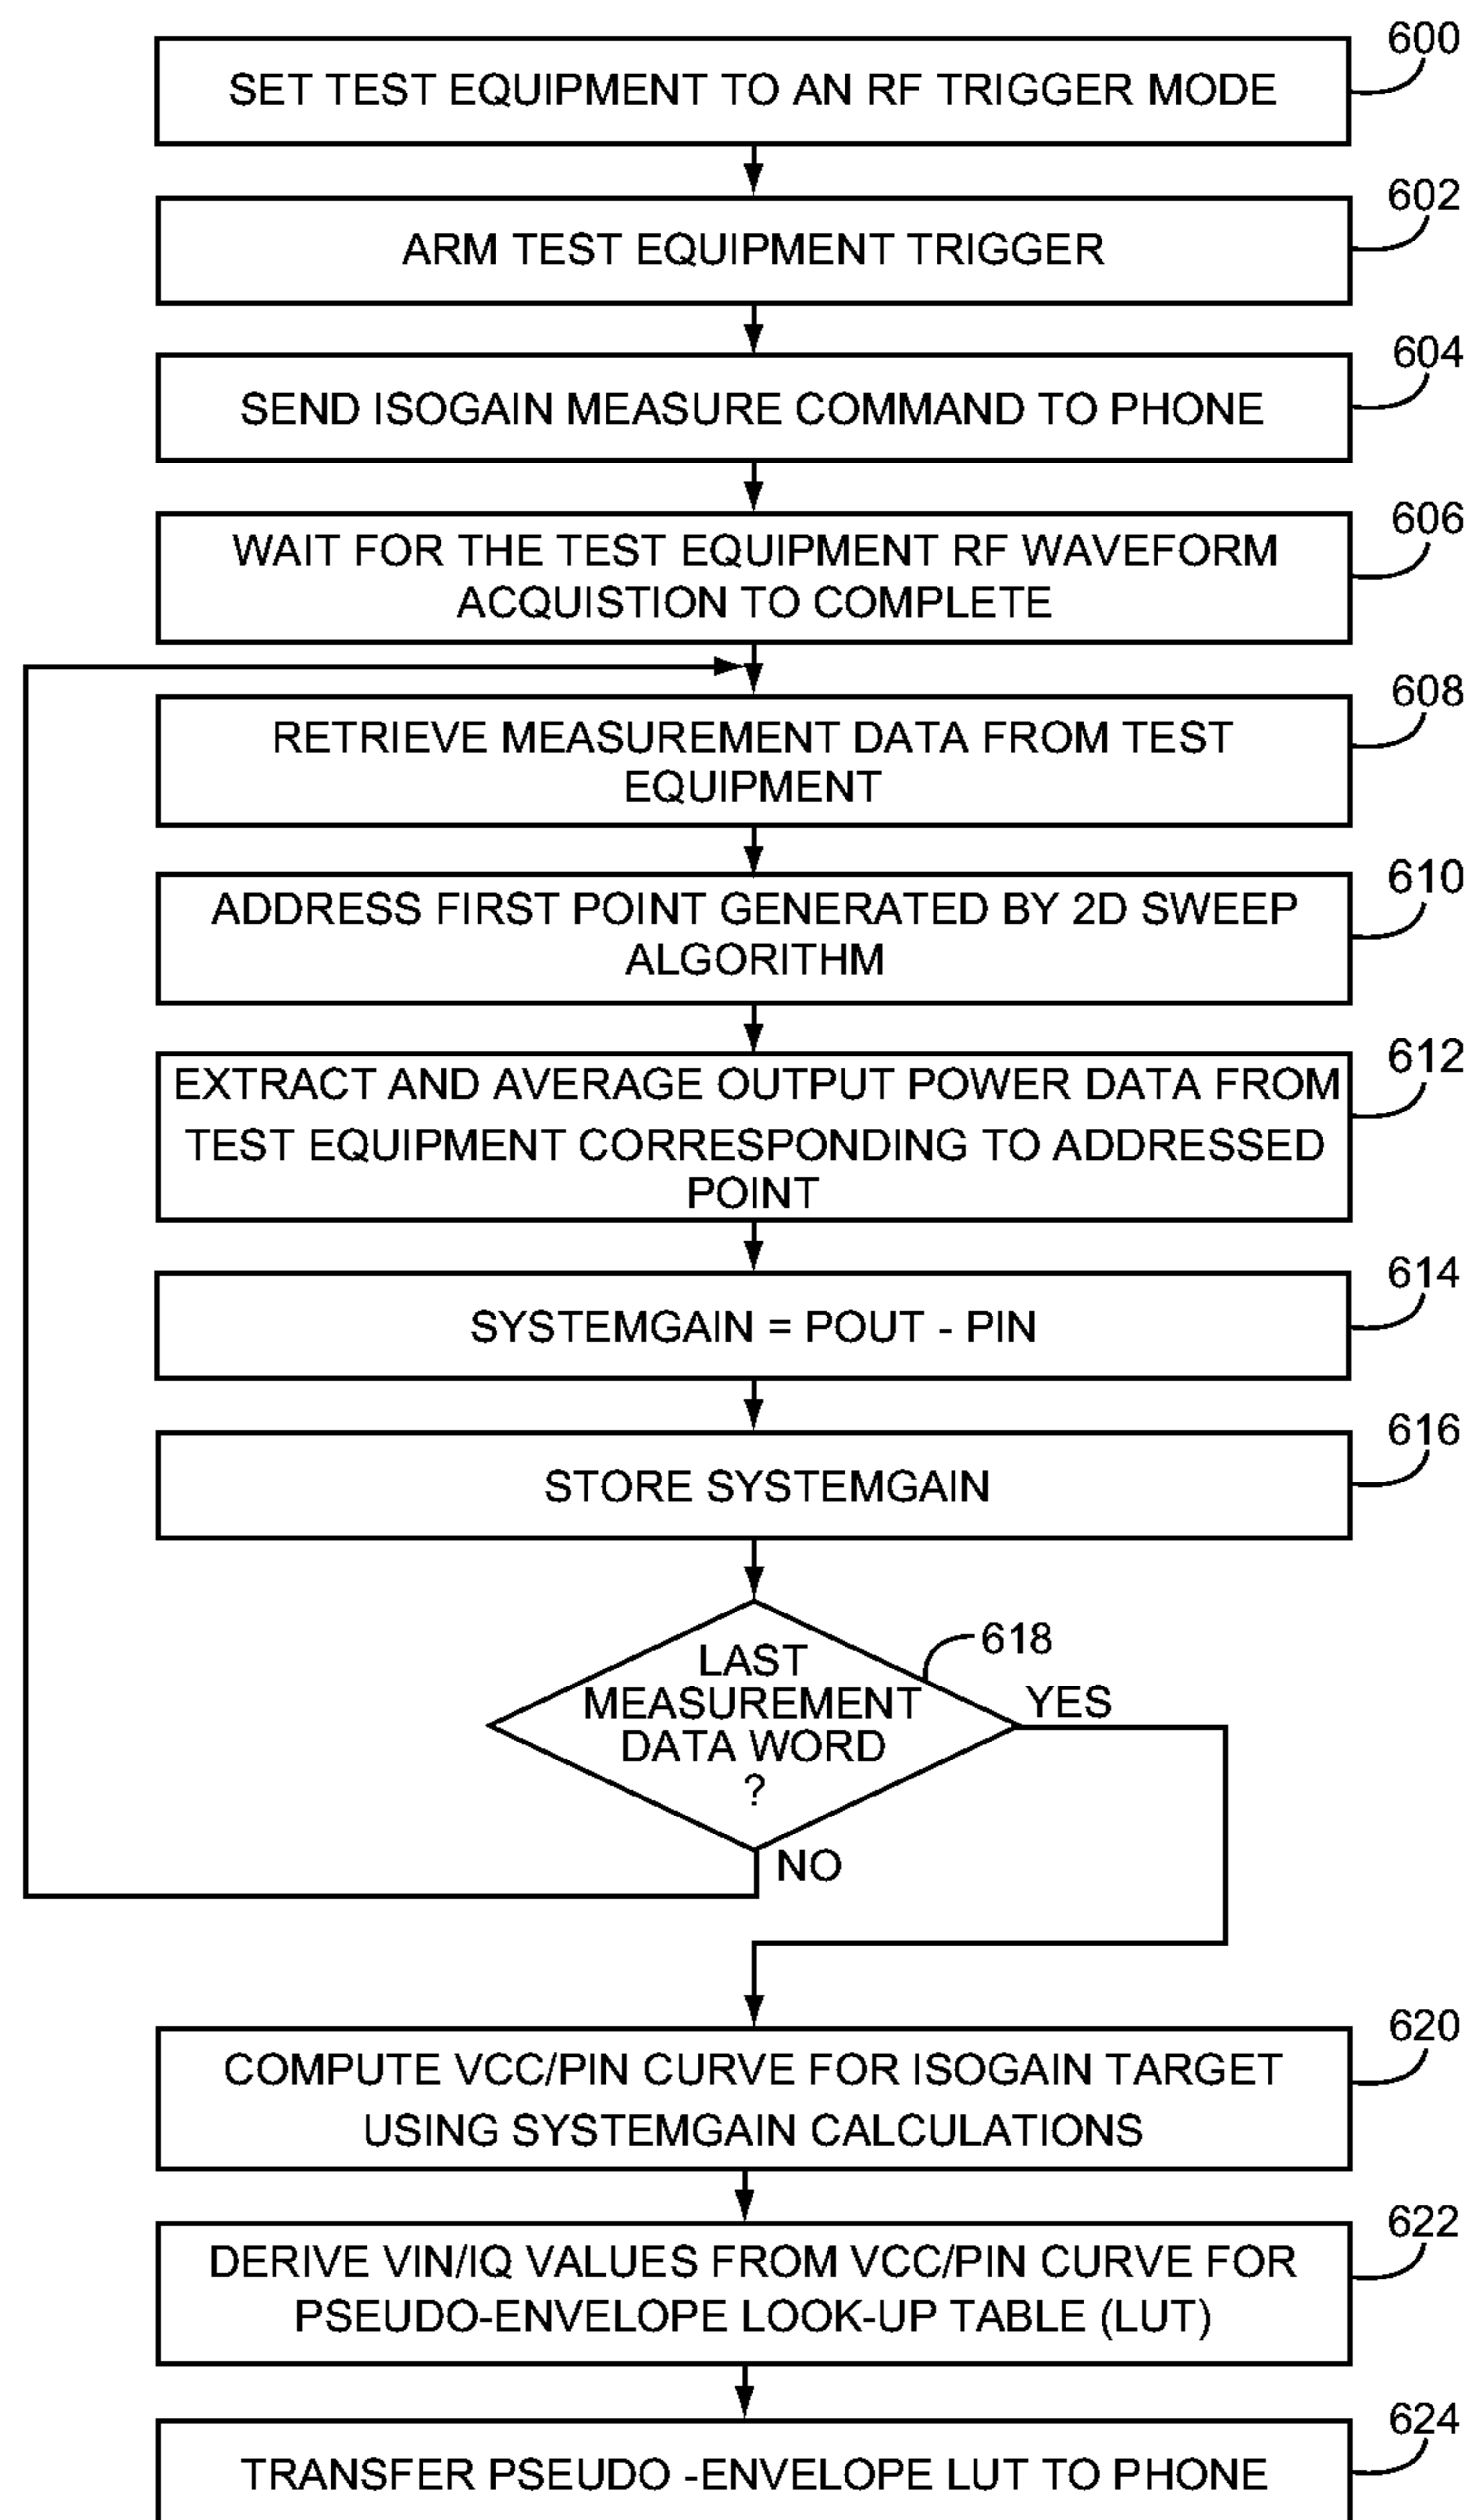 600
SET TEST EQUIPMENT TO AN RF TRIGGER MODE
602
ARM TEST EQUIPMENT TRIGGER
604
SEND ISOGAIN MEASURE COMMAND TO PHONE
606
WAIT FOR THE TEST EQUIPMENT RF WAVEFORM
ACQUISTION TO COMPLETE
608
RETRIEVE MEASUREMENT DATA FROM TEST
EQUIPMENT
610
ADDRESS FIRST POINT GENERATED BY 2D SWEEP
ALGORITHM
612
EXTRACT AND AVERAGE OUTPUT POWER DATA FROM
TEST EQUIPMENT CORRESPONDING TO ADDRESSED
POINT
614
SYSTEMGAIN = POUT - PIN
616
STORE SYSTEMGAIN
618
LAST
MEASUREMENT
DATA WORD
?
YES
NO
620
COMPUTE VCC/PIN CURVE FOR ISOGAIN TARGET
USING SYSTEMGAIN CALCULATIONS
622
DERIVE VIN/IQ VALUES FROM VCC/PIN CURVE FOR
PSEUDO-ENVELOPE LOOK-UP TABLE (LUT)
624
TRANSFER PSEUDO -ENVELOPE LUT TO PHONE